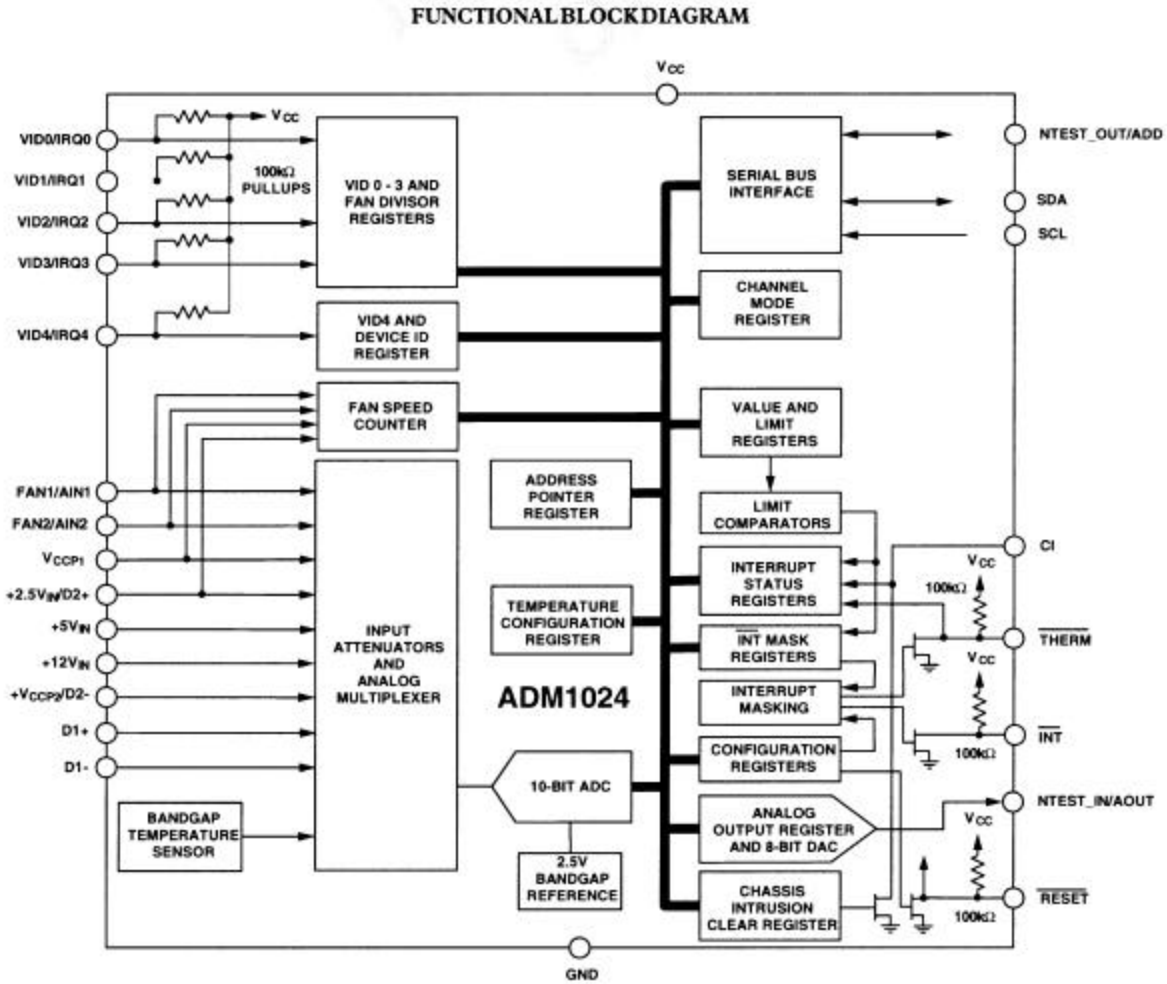 FUNCTIONAL BLOCK DIAGRAM
VCC
VID0/IRQ0
VID1/IRQ1
VID2/IRQ2
VID3/IRQ3
VID4/IRQ4
VCC
100kΩ
PULLUPS
VID 0 - 3 AND
FAN DIVISOR
REGISTERS
VID4 AND
DEVICE ID
REGISTER
FAN SPEED
COUNTER
FAN1/AIN1
FAN2/AIN2
VCCP1
+2.5VIN/D2+
+5VIN
+12VIN
+VCCP2/D2-
D1+
D1-
BANDGAP
TEMPERATURE
SENSOR
INPUT
ATTENUATORS
AND
ANALOG
MULTIPLEXER
ADDRESS
POINTER
REGISTER
TEMPERATURE
CONFIGURATION
REGISTER
ADM1024
10-BIT ADC
2.5V
BANDGAP
REFERENCE
SERIAL BUS
INTERFACE
CHANNEL
MODE
REGISTER
VALUE AND
LIMIT
REGISTERS
LIMIT
COMPARATORS
INTERRUPT
STATUS
REGISTERS
INT MASK
REGISTERS
INTERRUPT
MASKING
CONFIGURATION
REGISTERS
ANALOG
OUTPUT REGISTER
AND 8-BIT DAC
CHASSIS
INTRUSION
CLEAR REGISTER
NTEST_OUT/ADD
SDA
SCL
CI
VCC
100kΩ
THERM
VCC
INT
100kΩ
NTEST_IN/AOUT
VCC
RESET
100kΩ
GND